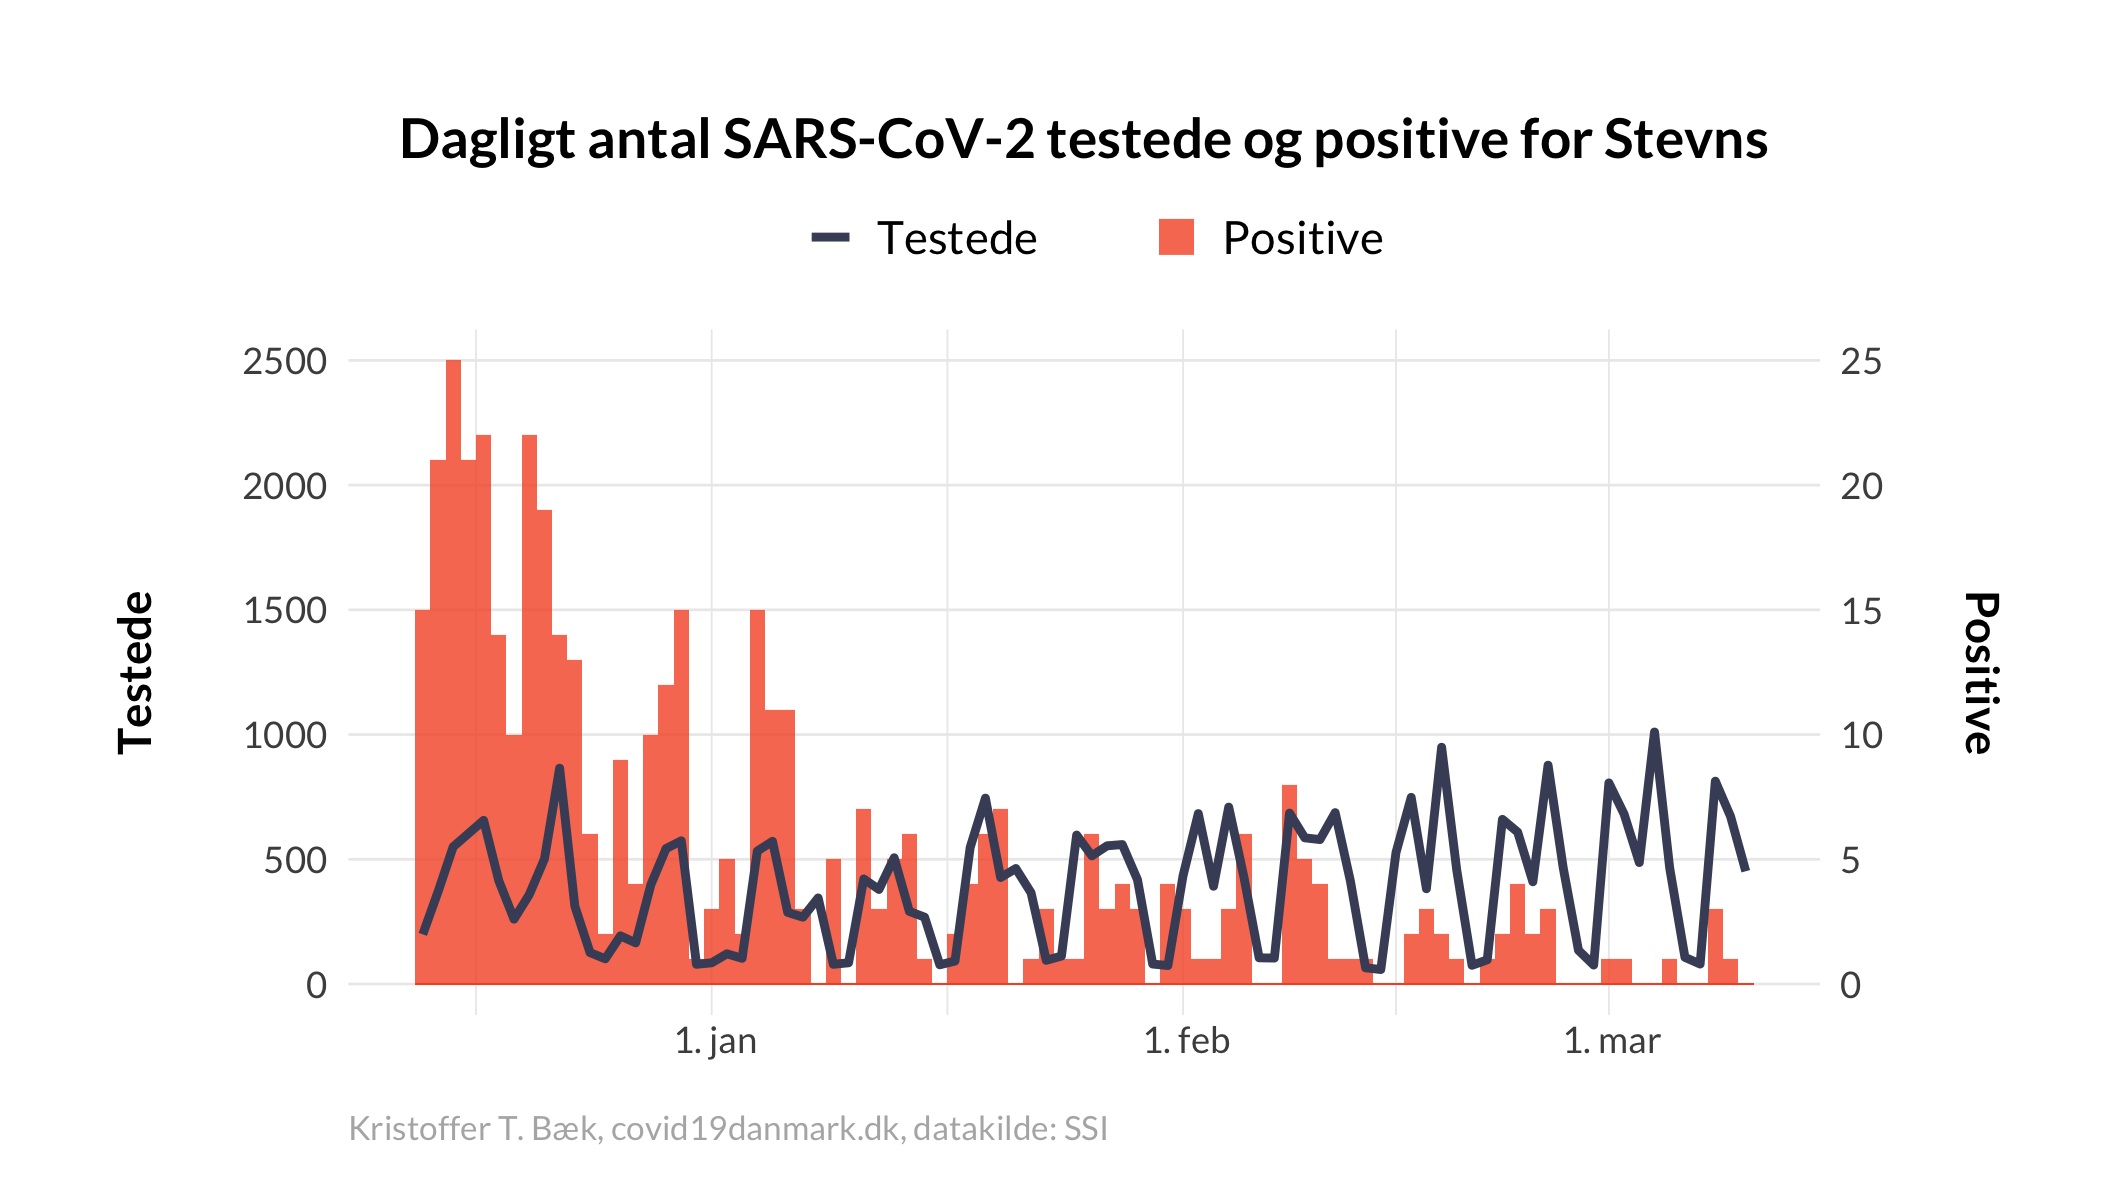 Dagligt antal SARS-CoV-2 testede og positive for Stevns
Testede
Positive
2500
2000
1500
1000
500
0
25
20
15
10
5
0
Testede
Positive
1. jan
1. feb
1. mar
Kristoffer T. Bæk, covid19danmark.dk, datakilde: SSI